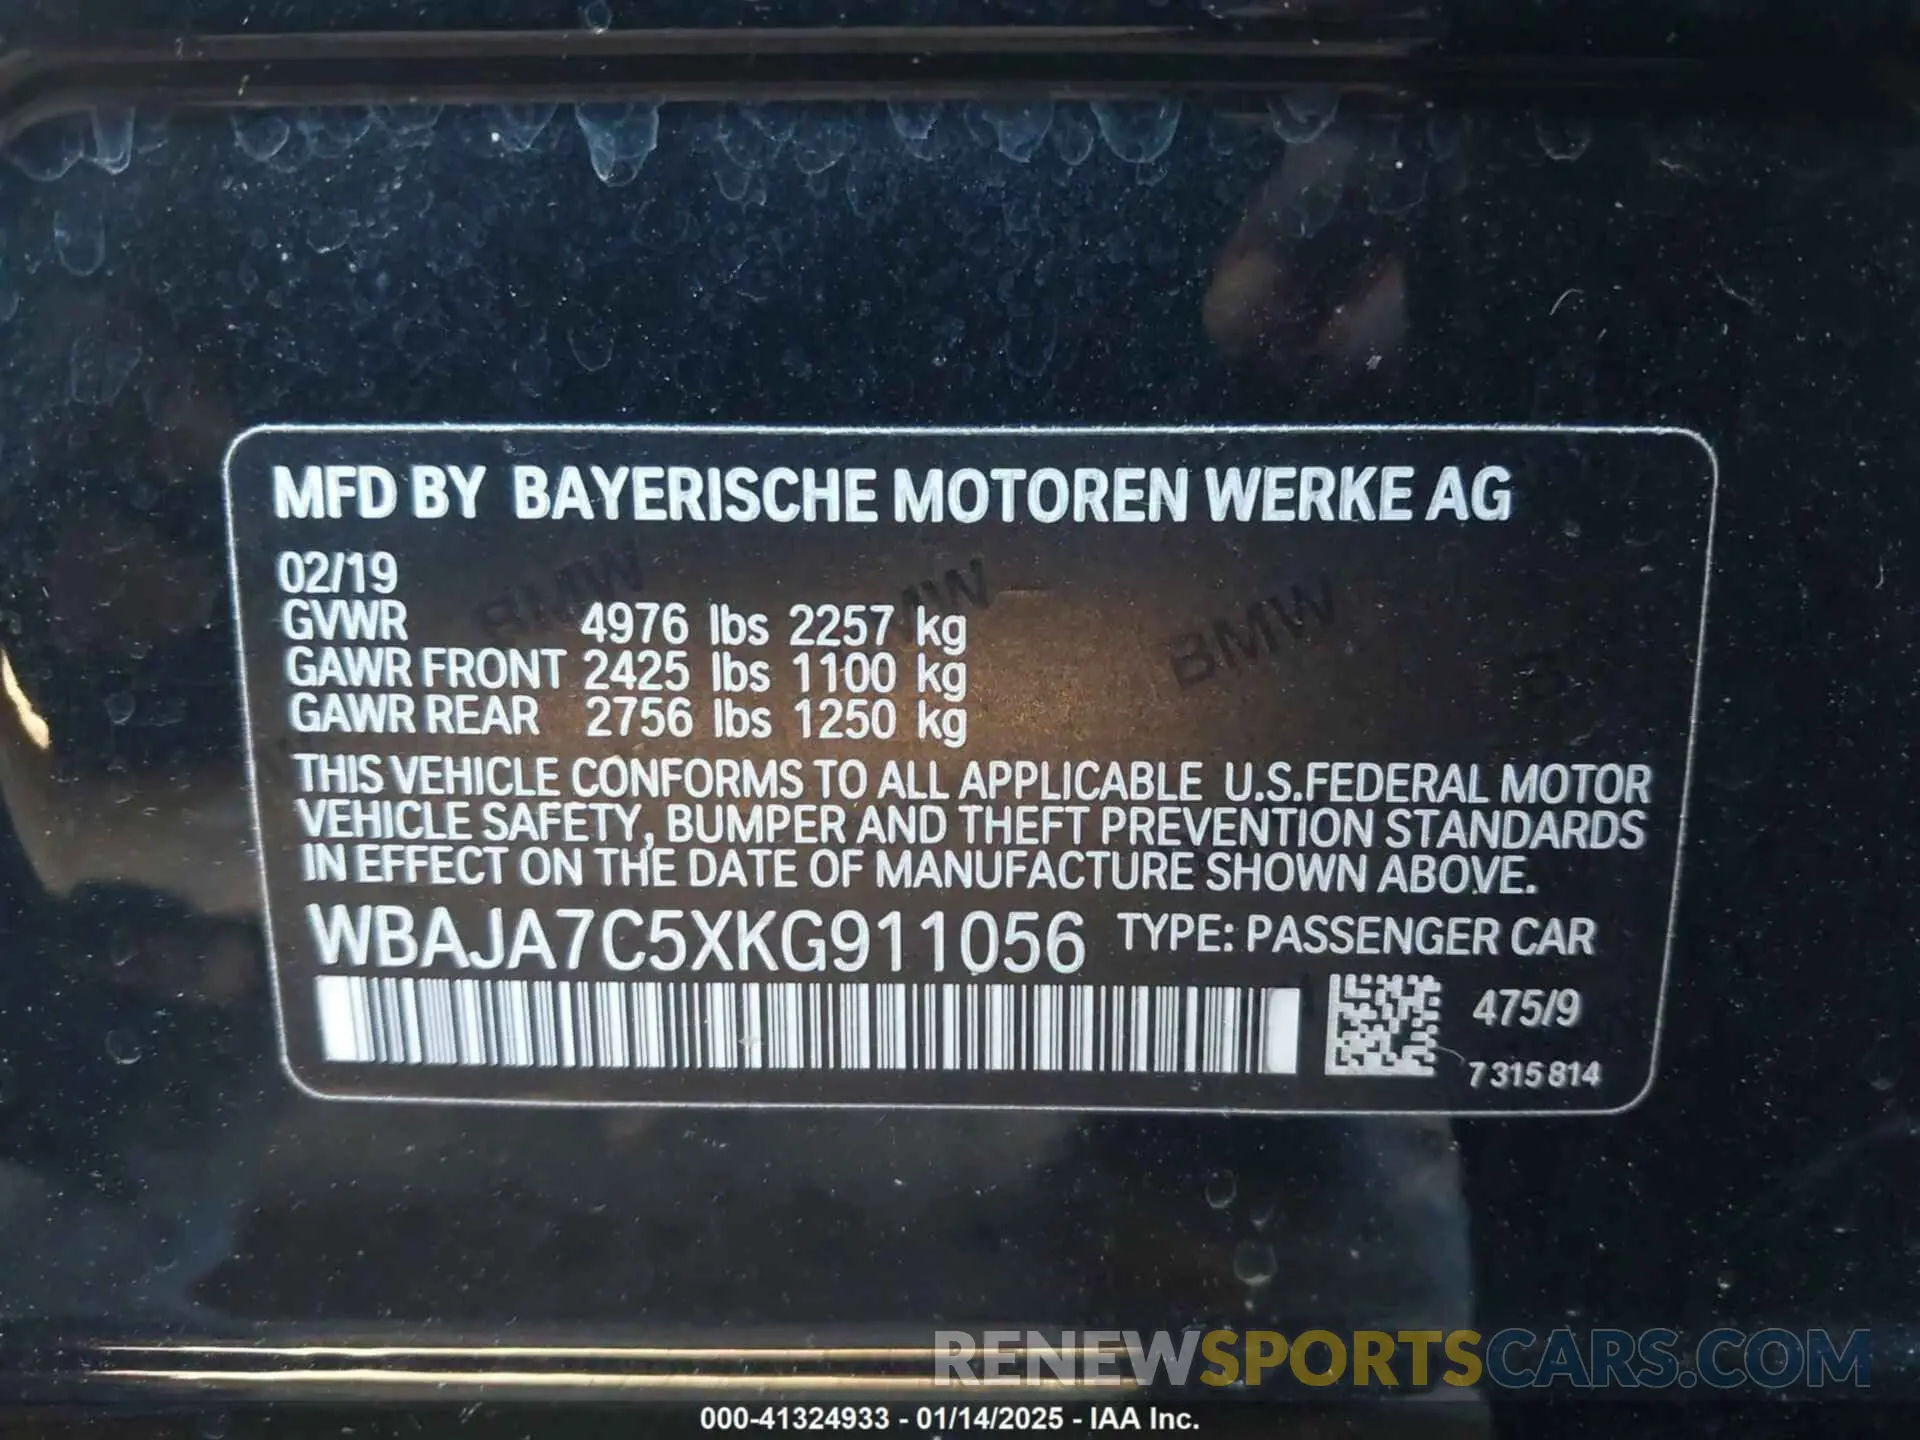 MFD BY BAYERISCHE MOTOREN WERKE AG
02/19
GVWR 4976 lbs 2257 kg
GAWR FRONT 2425 lbs 1100 kg
GAWR REAR 2756 lbs 1250 kg
BMW BMW BMW
THIS VEHICLE CONFORMS TO ALL APPLICABLE U.S.FEDERAL MOTOR
VEHICLE SAFETY, BUMPER AND THEFT PREVENTION STANDARDS
IN EFFECT ON THE DATE OF MANUFACTURE SHOWN ABOVE.
WBAJA7C5XKG911056 TYPE: PASSENGER CAR
475/9
7 315 814
RENEWSPORTSCARS.COM
000-41324933 - 01/14/2025 - IAA Inc.